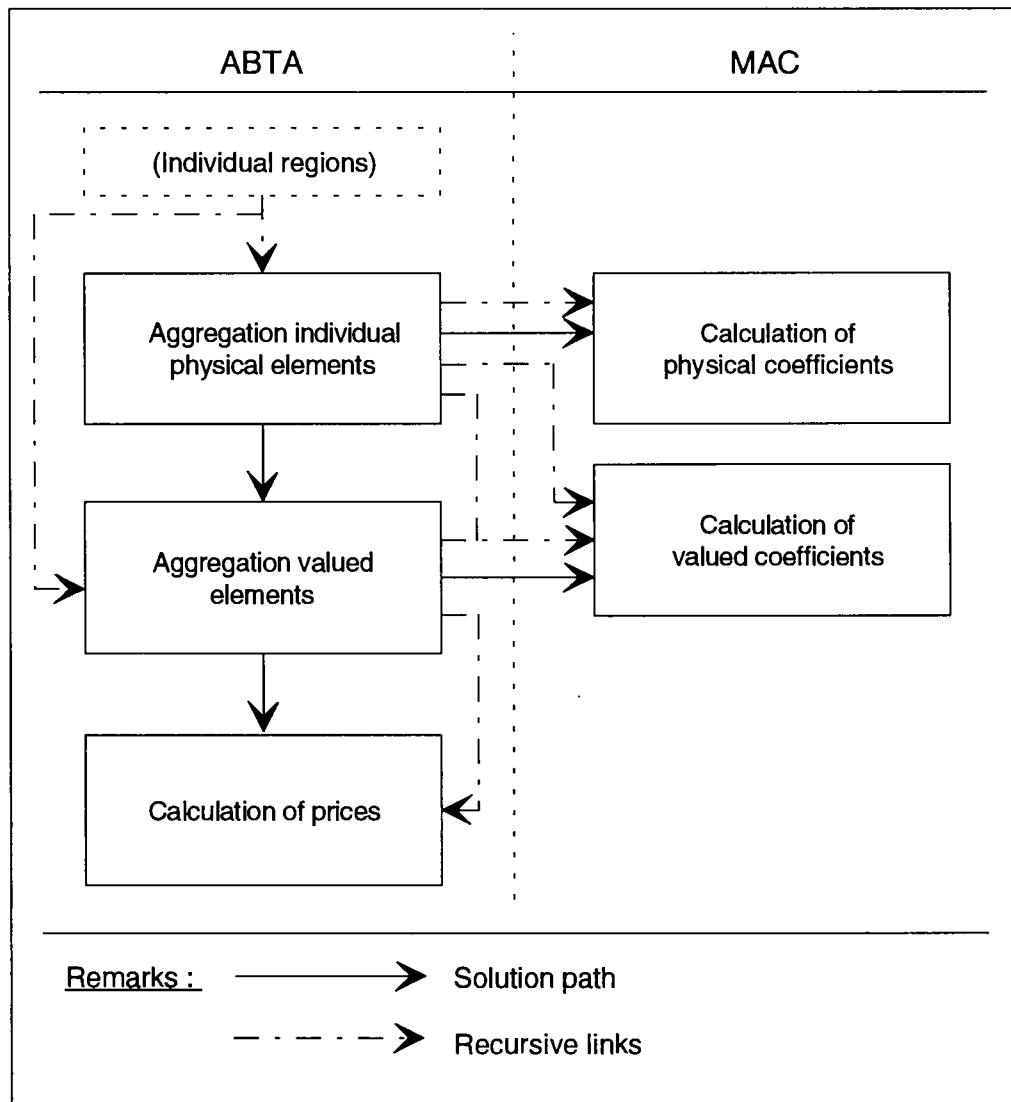 ABTA
MAC
(Individual regions)
Aggregation individual
physical elements
Calculation of
physical coefficients
Aggregation valued
elements
Calculation of
valued coefficients
Calculation of prices
Remarks :
Solution path
Recursive links